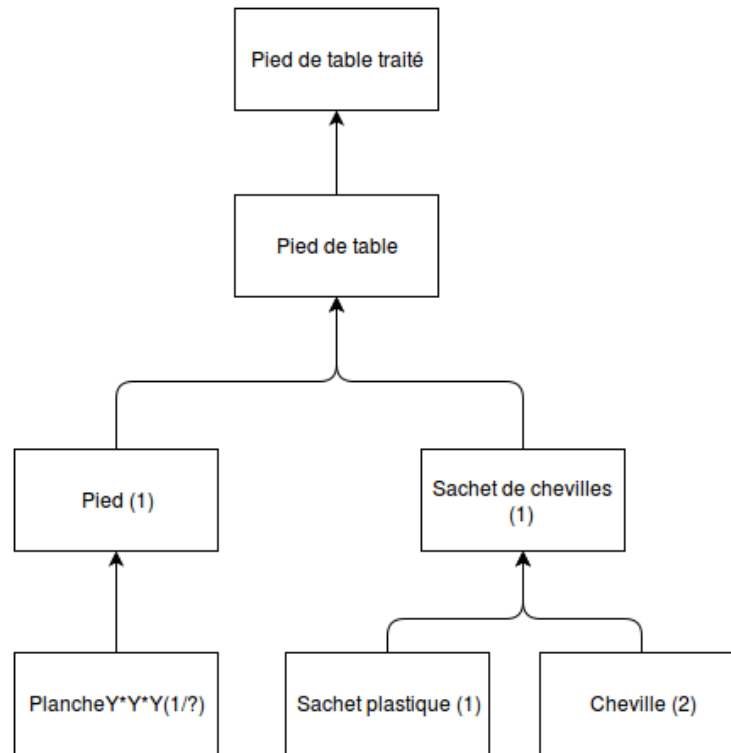 Pied de table traité
Pied de table
Pied (1)
Sachet de chevilles
(1)
PlancheY*Y*Y(1/?)
Sachet plastique (1)
Cheville (2)